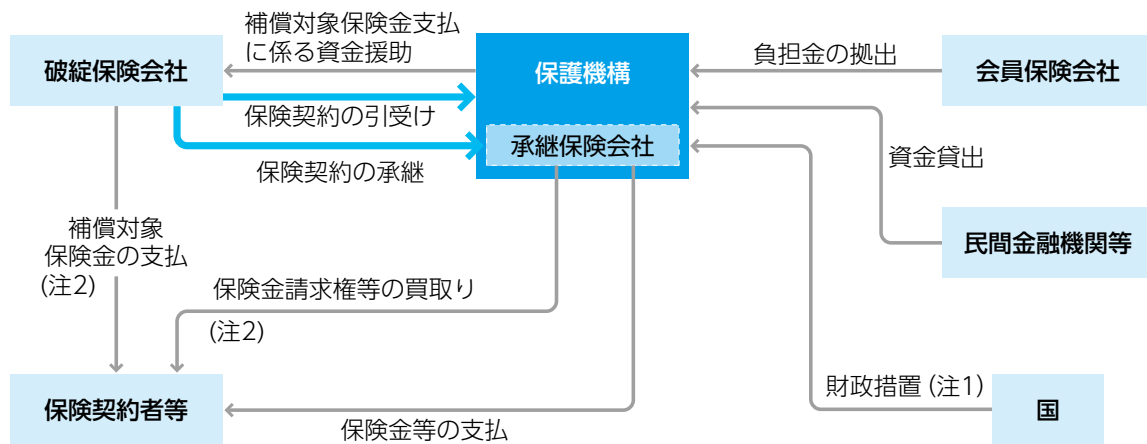 補償対象保険金支払
に係る資金援助
破綻保険会社
保護機構
負担金の拠出
会員保険会社
保険契約の引受け
承継保険会社
保険契約の承継
資金貸出
補償対象
保険金の支払
(注2)
民間金融機関等
保険金請求権等の買取り
(注2)
財政措置(注1)
保険契約者等
保険金等の支払
国